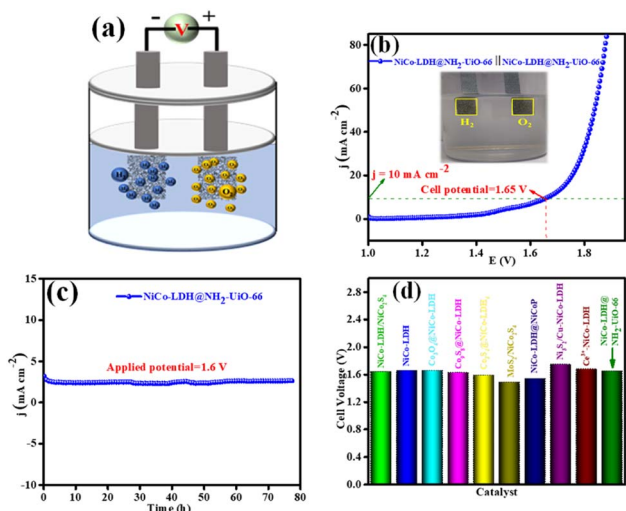 (a)
- +
V
H₂
O₂
(b)
NiCo-LDH@NH₂-UiO-66 || NiCo-LDH@NH₂-UiO-66
H₂
O₂
j = 10 mA cm⁻²
Cell potential=1.65 V
j (mA cm⁻²)
80
60
40
20
0
1.0
1.2
1.4
1.6
1.8
E (V)
(c)
NiCo-LDH@NH₂-UiO-66
Applied potential=1.6 V
j (mA cm⁻²)
15
10
5
0
-5
-10
0
10
20
30
40
50
60
70
80
Time (h)
(d)
Cell Voltage (V)
2.8
2.4
1.8
1.2
0.6
0.0
NiCo-LDH/NiCo₂S₄
NiCo-LDH
Co₃O₄@NiCo-LDH
Co₉S₈@NiCo-LDH
@NiCo-LDH
MoS₂/NiCo₂S₄
NiCo-LDH@NiCoP
Ni₃S₂/Cu-NiCo-LDH
Ce³⁺-NiCo-LDH
NiCo-LDH@
NH₂-UiO-66
Catalyst